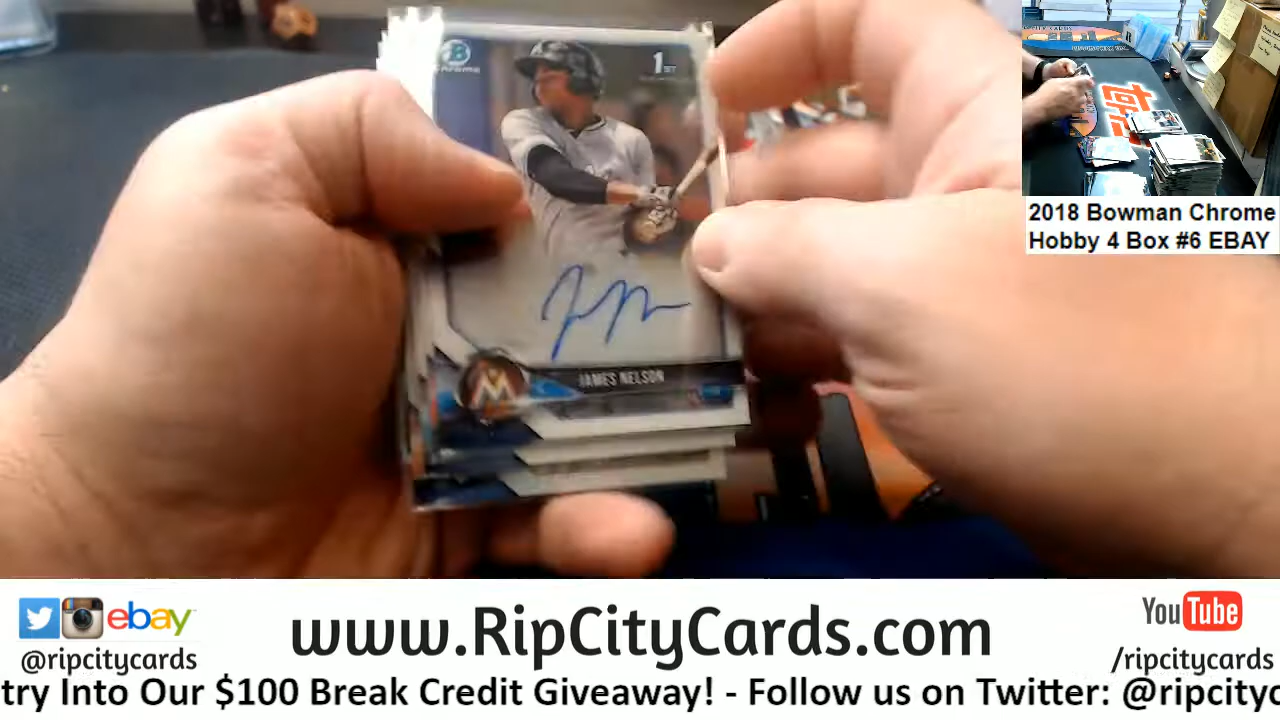 CHROME
1ST
JAMES NELSON
M
2018 Bowman Chrome
Hobby 4 Box #6 EBAY
ebay
@ripcitycards
www.RipCityCards.com
YouTube
/ripcitycards
try Into Our $100 Break Credit Giveaway! - Follow us on Twitter: @ripcityc